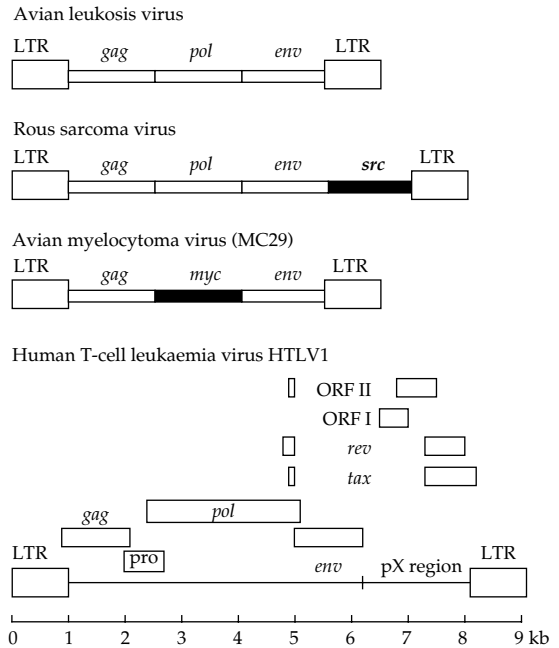 Avian leukosis virus
LTR gag pol env LTR
Rous sarcoma virus
LTR gag pol env src LTR
Avian myelocytoma virus (MC29)
LTR gag myc env LTR
Human T-cell leukaemia virus HTLV1
ORF II
ORF I
rev
tax
gag pol
LTR pro env pX region LTR
0 1 2 3 4 5 6 7 8 9 kb